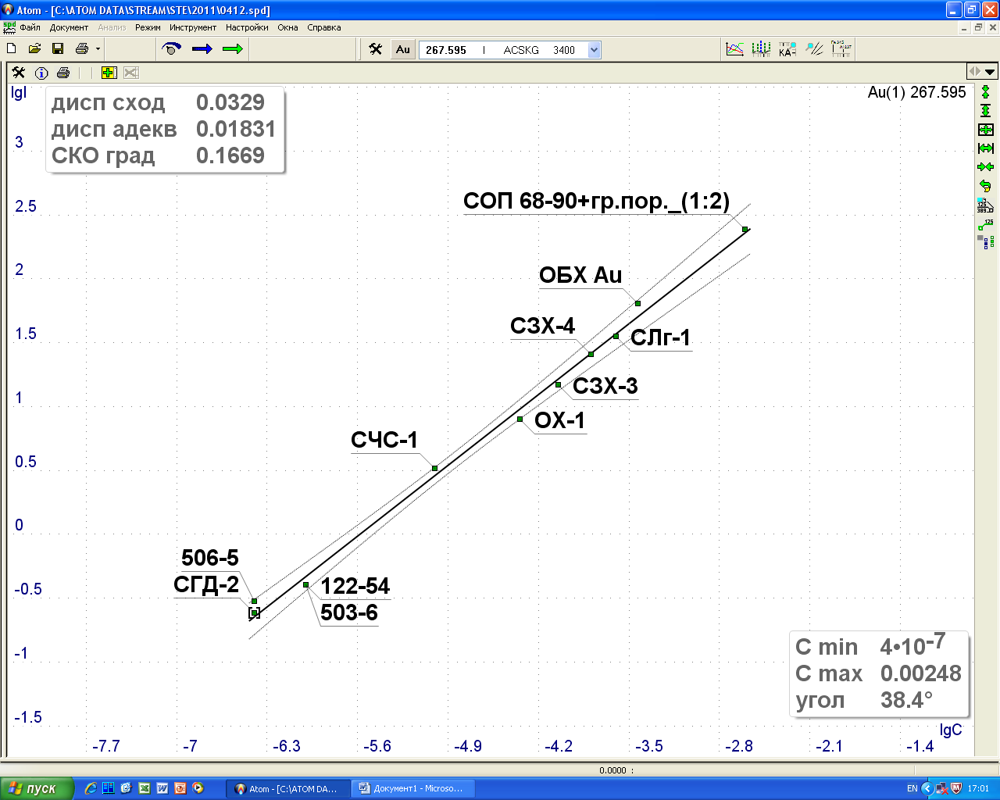 Atom - [C:\ATOM DATA\STREAM\STE\2011\0412.spd]
spd Файл Документ Анализ Режим Инструмент Настройки Окна Справка
Au 267.595 I ACSKG 3400
КА
lgI
Au(1) 267.595
дисп сход 0.0329
дисп адекв 0.01831
СКО град 0.1669
3
2.5
2
1.5
1
0.5
0
-0.5
-1
-1.5
СОП 68-90+гр.пор._(1:2)
ОБХ Au
СЗХ-4
СЛг-1
СЗХ-3
ОХ-1
СЧС-1
506-5
СГД-2
122-54
503-6
C min 4•10-7
C max 0.00248
угол 38.4°
lgC
-7.7 -7 -6.3 -5.6 -4.9 -4.2 -3.5 -2.8 -2.1 -1.4
0.0000 :
пуск Atom - [C:\ATOM DA... Документ1 - Microso... EN 17:01